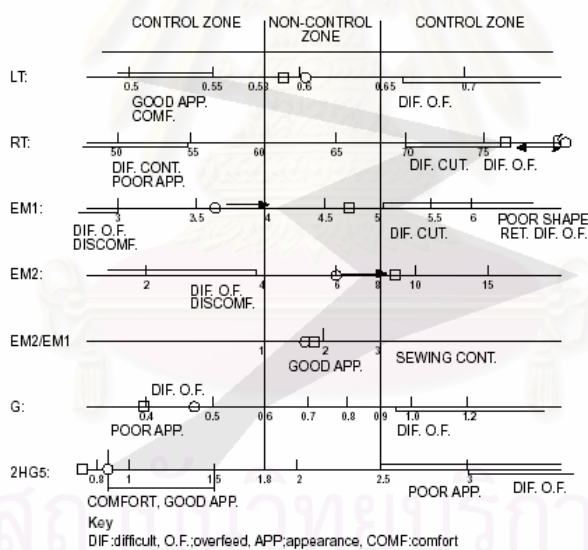 CONTROL ZONE NON-CONTROL ZONE CONTROL ZONE
LT: 0.5 0.55 0.58 0.6 0.65 0.7
GOOD APP. DIF. O.F.
COMF.
RT: 50 55 60 65 70 75
DIF. CONT. DIF. CUT. DIF. O.F.
POOR APP.
EM1: 3 3.5 4 4.5 5 5.5 6
DIF. O.F. DIF. CUT. POOR SHAPE
DISCOMF. RET. DIF. O.F.
EM2: 2 4 6 8 10 15
DIF. O.F.
DISCOMF.
EM2/EM1 1 2 3
GOOD APP. SEWING CONT.
DIF. O.F.
G: 0.4 0.5 0.6 0.7 0.8 0.9 1.0 1.2
POOR APP. DIF. O.F.
2HG5: 0.8 1 1.5 1.8 2 2.5 3
COMFORT, GOOD APP. POOR APP. DIF. O.F.
Key
DIF:difficult, O.F.;overfeed, APP;appearance, COMF:comfort